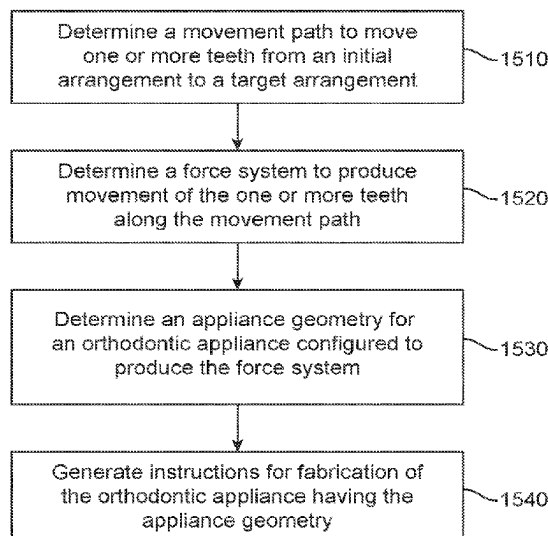 Determine a movement path to move
one or more teeth from an initial
arrangement to a target arrangement
1510
Determine a force system to produce
movement of the one or more teeth
along the movement path
1520
Determine an appliance geometry for
an orthodontic appliance configured to
produce the force system
1530
Generate instructions for fabrication of
the orthodontic appliance having the
appliance geometry
1540